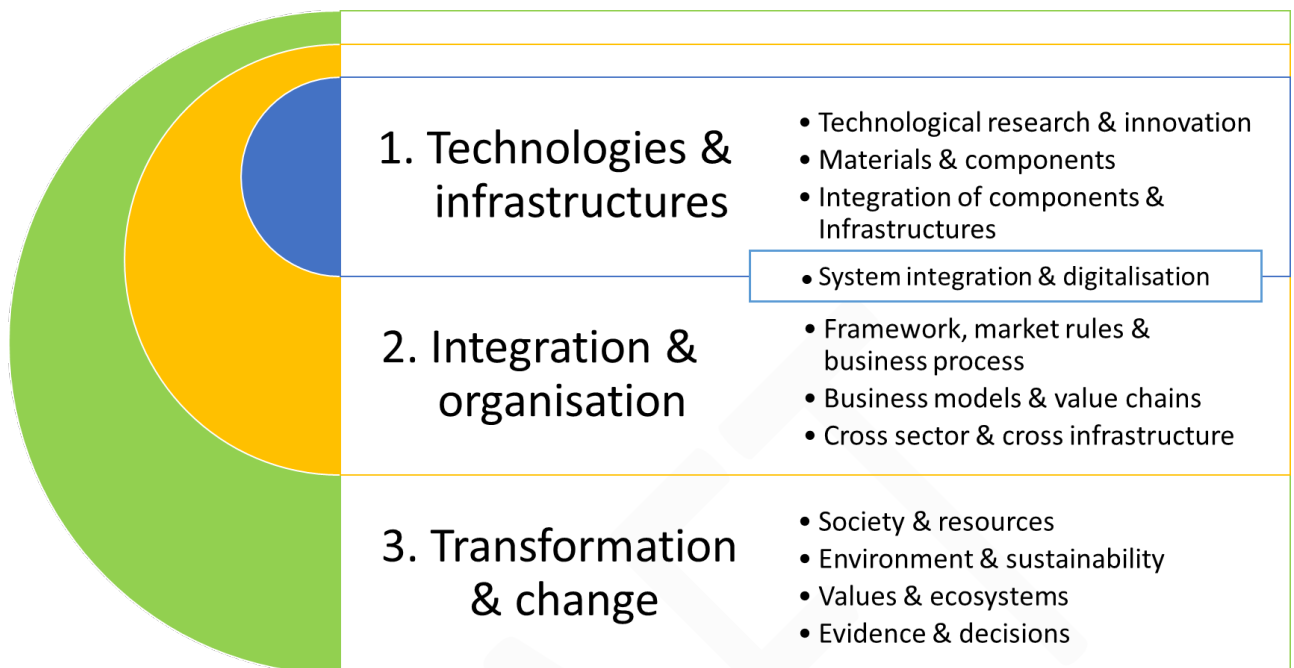 1. Technologies &
infrastructures
• Technological research & innovation
• Materials & components
• Integration of components &
Infrastructures
• System integration & digitalisation
2. Integration &
organisation
• Framework, market rules &
business process
• Business models & value chains
• Cross sector & cross infrastructure
3. Transformation
& change
• Society & resources
• Environment & sustainability
• Values & ecosystems
• Evidence & decisions